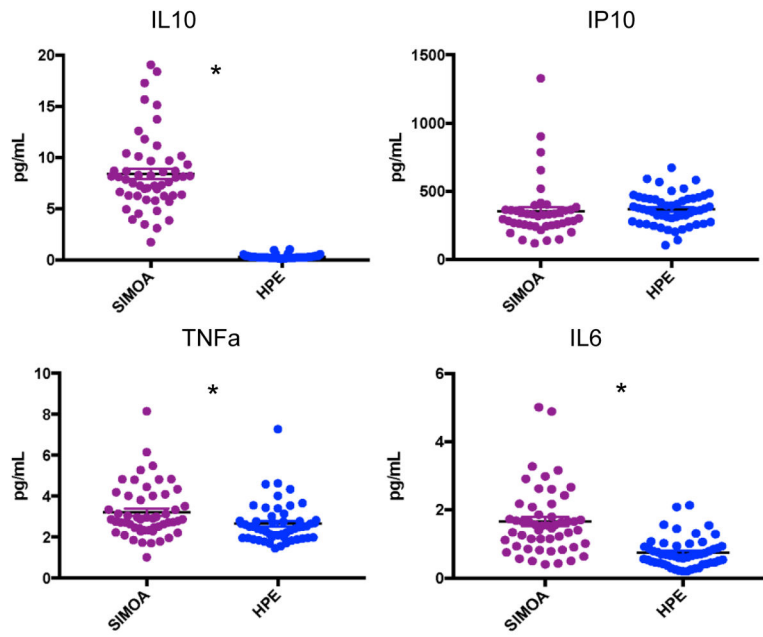 IL10
20
15
10
5
0
pg/mL
*
SIMOA
HPE
IP10
1500
1000
500
0
pg/mL
SIMOA
HPE
TNFa
10
8
6
4
2
0
pg/mL
*
SIMOA
HPE
IL6
6
4
2
0
pg/mL
*
SIMOA
HPE